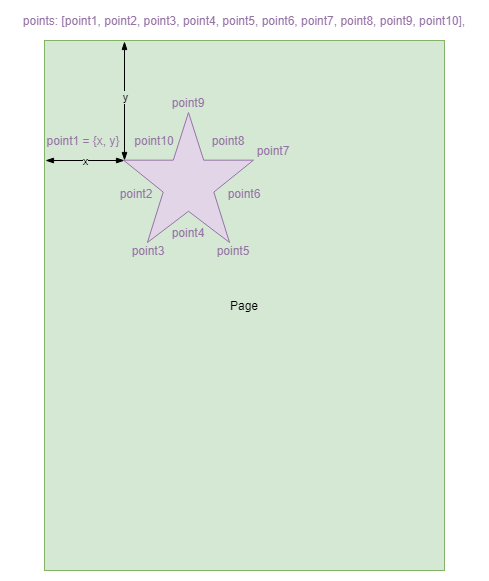 points: [point1, point2, point3, point4, point5, point6, point7, point8, point9, point10],
y
point9
point1 = {x, y}
point10
point8
point7
x
point2
point6
point4
point3
point5
Page